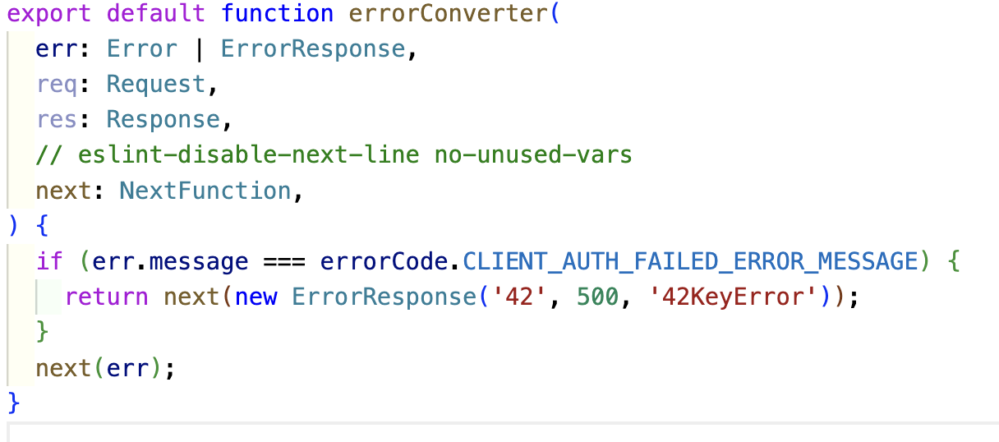 export default function errorConverter(
  err: Error | ErrorResponse,
  req: Request,
  res: Response,
  // eslint-disable-next-line no-unused-vars
  next: NextFunction,
) {
  if (err.message === errorCode.CLIENT_AUTH_FAILED_ERROR_MESSAGE) {
    return next(new ErrorResponse('42', 500, '42KeyError'));
  }
  next(err);
}